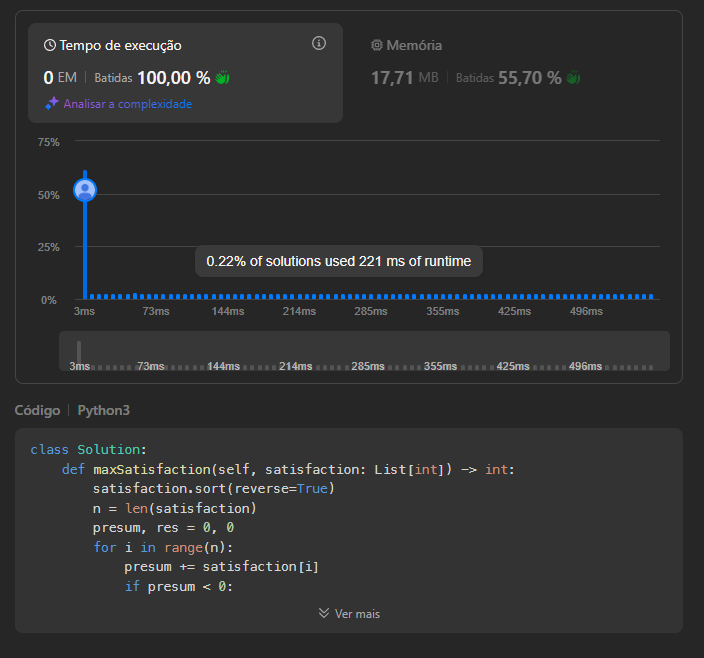 Tempo de execução
0 EM | Batidas 100,00 %
Analisar a complexidade
Memória
17,71 MB | Batidas 55,70 %
75%
50%
25%
0%
0.22% of solutions used 221 ms of runtime
3ms 73ms 144ms 214ms 285ms 355ms 425ms 496ms
3ms 73ms 144ms 214ms 285ms 355ms 425ms 496ms
Código | Python3
class Solution:
    def maxSatisfaction(self, satisfaction: List[int]) -> int:
        satisfaction.sort(reverse=True)
        n = len(satisfaction)
        presum, res = 0, 0
        for i in range(n):
            presum += satisfaction[i]
            if presum < 0:
Ver mais